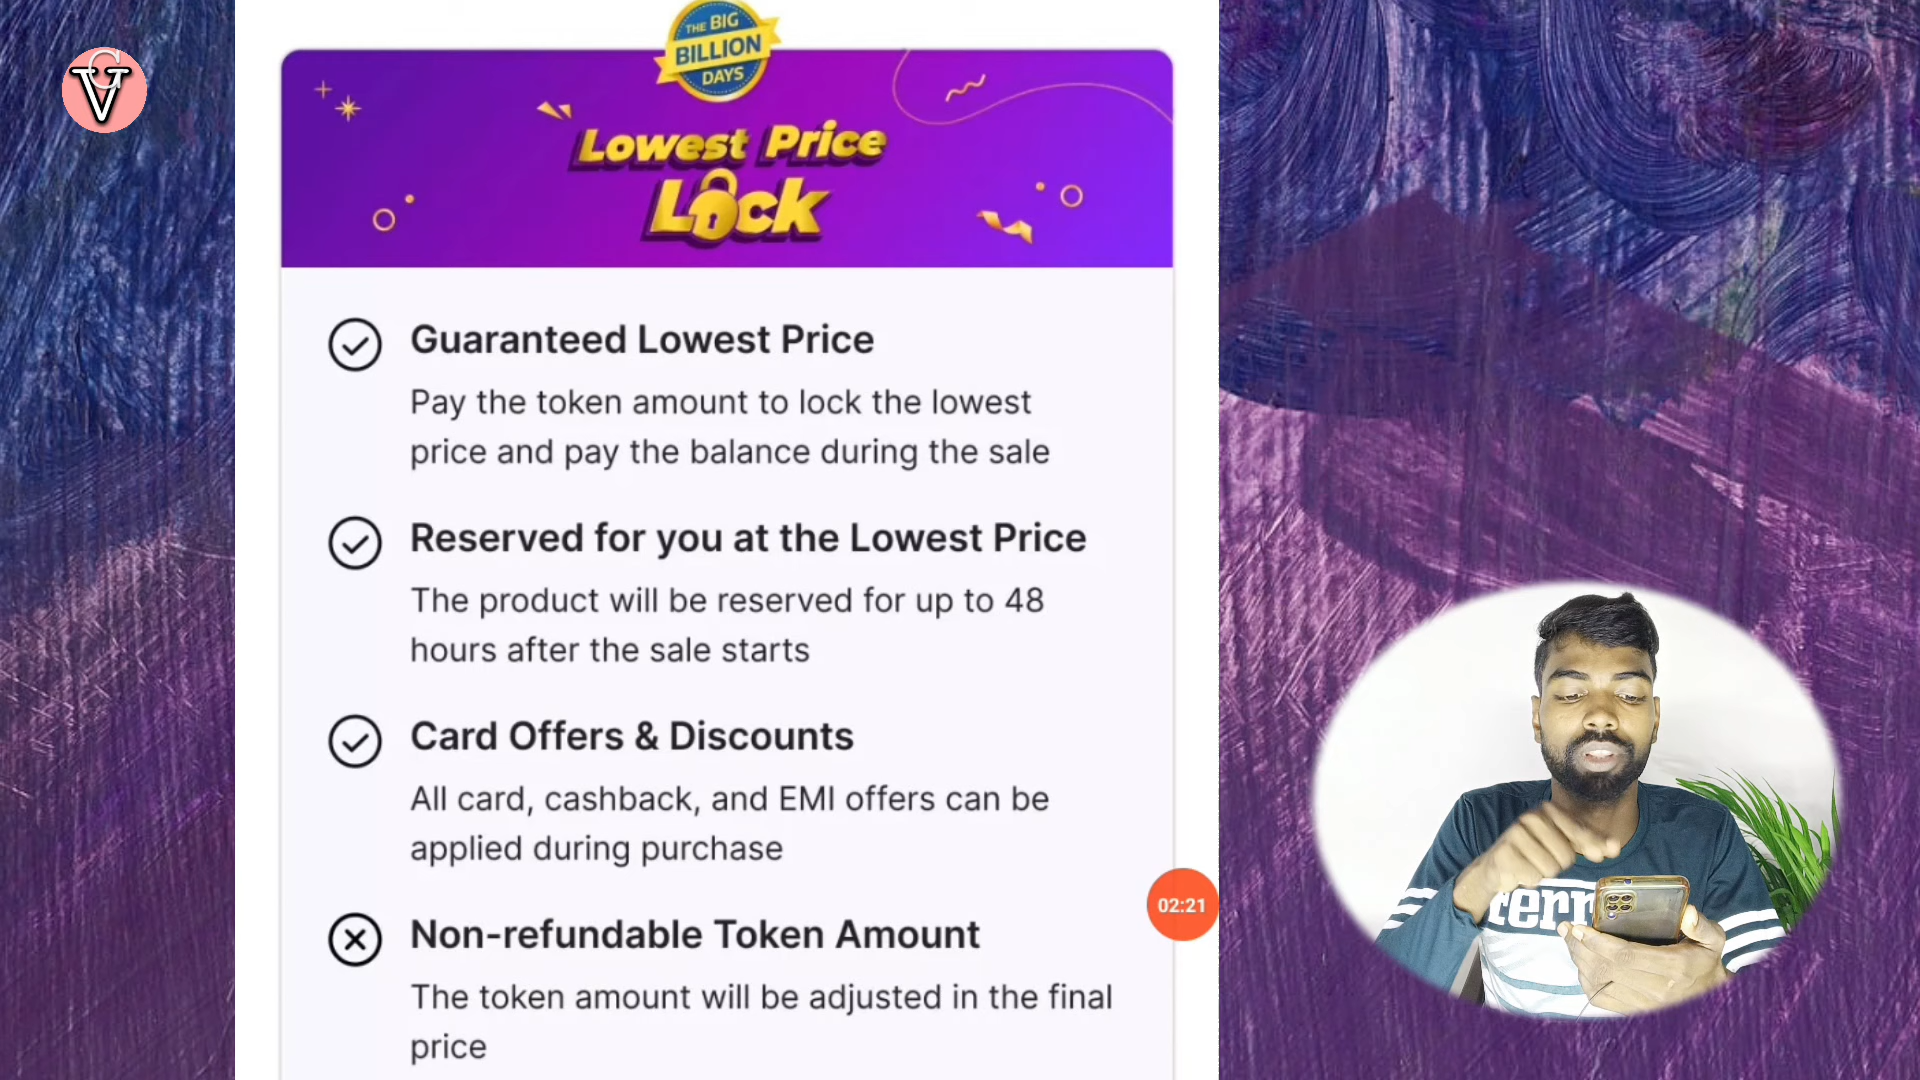 THE BIG
BILLION
DAYS
Lowest Price
Lock
Guaranteed Lowest Price
Pay the token amount to lock the lowest
price and pay the balance during the sale
Reserved for you at the Lowest Price
The product will be reserved for up to 48
hours after the sale starts
Card Offers & Discounts
All card, cashback, and EMI offers can be
applied during purchase
02:21
Non-refundable Token Amount
The token amount will be adjusted in the final
price